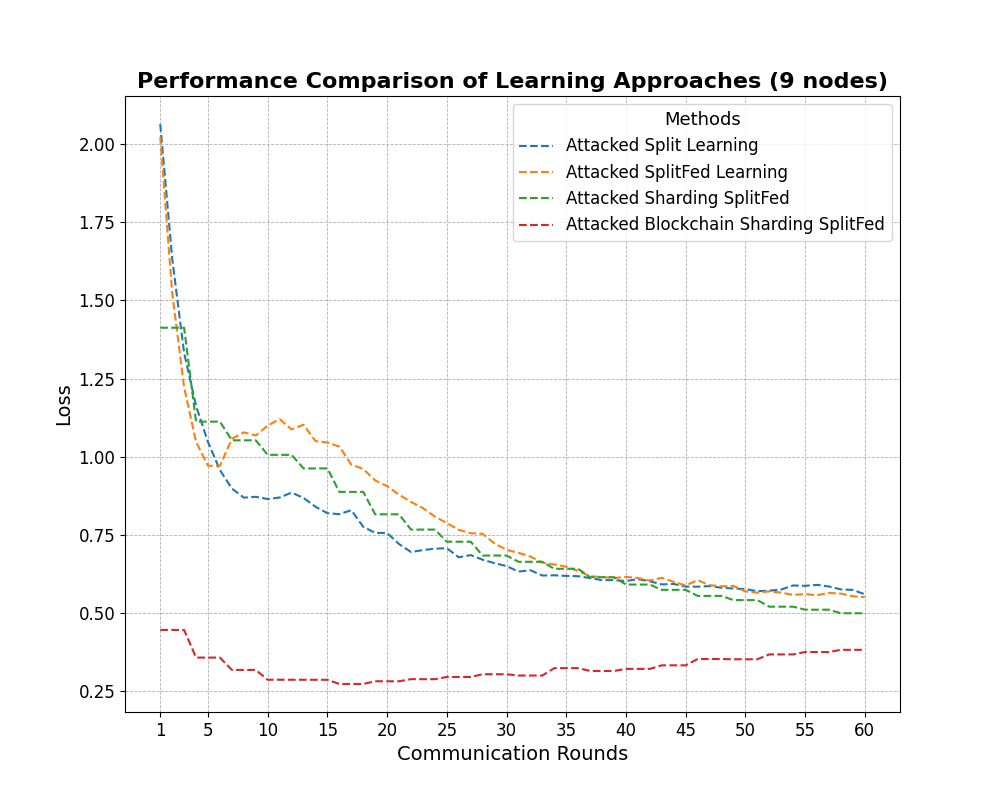 Performance Comparison of Learning Approaches (9 nodes)
Methods
Attacked Split Learning
Attacked SplitFed Learning
Attacked Sharding SplitFed
Attacked Blockchain Sharding SplitFed
Loss
2.00
1.75
1.50
1.25
1.00
0.75
0.50
0.25
1 5 10 15 20 25 30 35 40 45 50 55 60
Communication Rounds